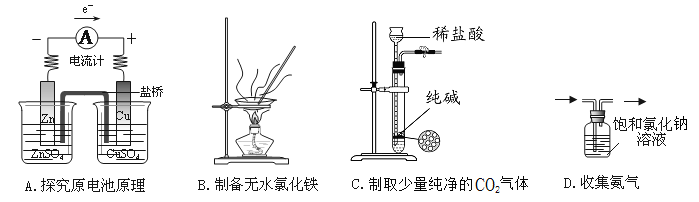 e⁻
− A +
电流计
盐桥
Zn
Cu
ZnSO₄
CuSO₄
A.探究原电池原理
B.制备无水氯化铁
稀盐酸
纯碱
C.制取少量纯净的CO₂气体
饱和氯化钠
溶液
D.收集氨气